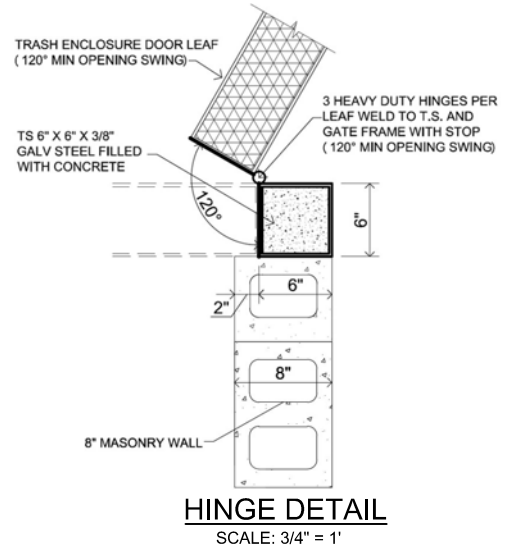 TRASH ENCLOSURE DOOR LEAF
( 120° MIN OPENING SWING)
3 HEAVY DUTY HINGES PER
LEAF WELD TO T.S. AND
GATE FRAME WITH STOP
( 120° MIN OPENING SWING)
TS 6" X 6" X 3/8"
GALV STEEL FILLED
WITH CONCRETE
120°
6"
6"
2"
8"
8" MASONRY WALL
HINGE DETAIL
SCALE: 3/4" = 1'